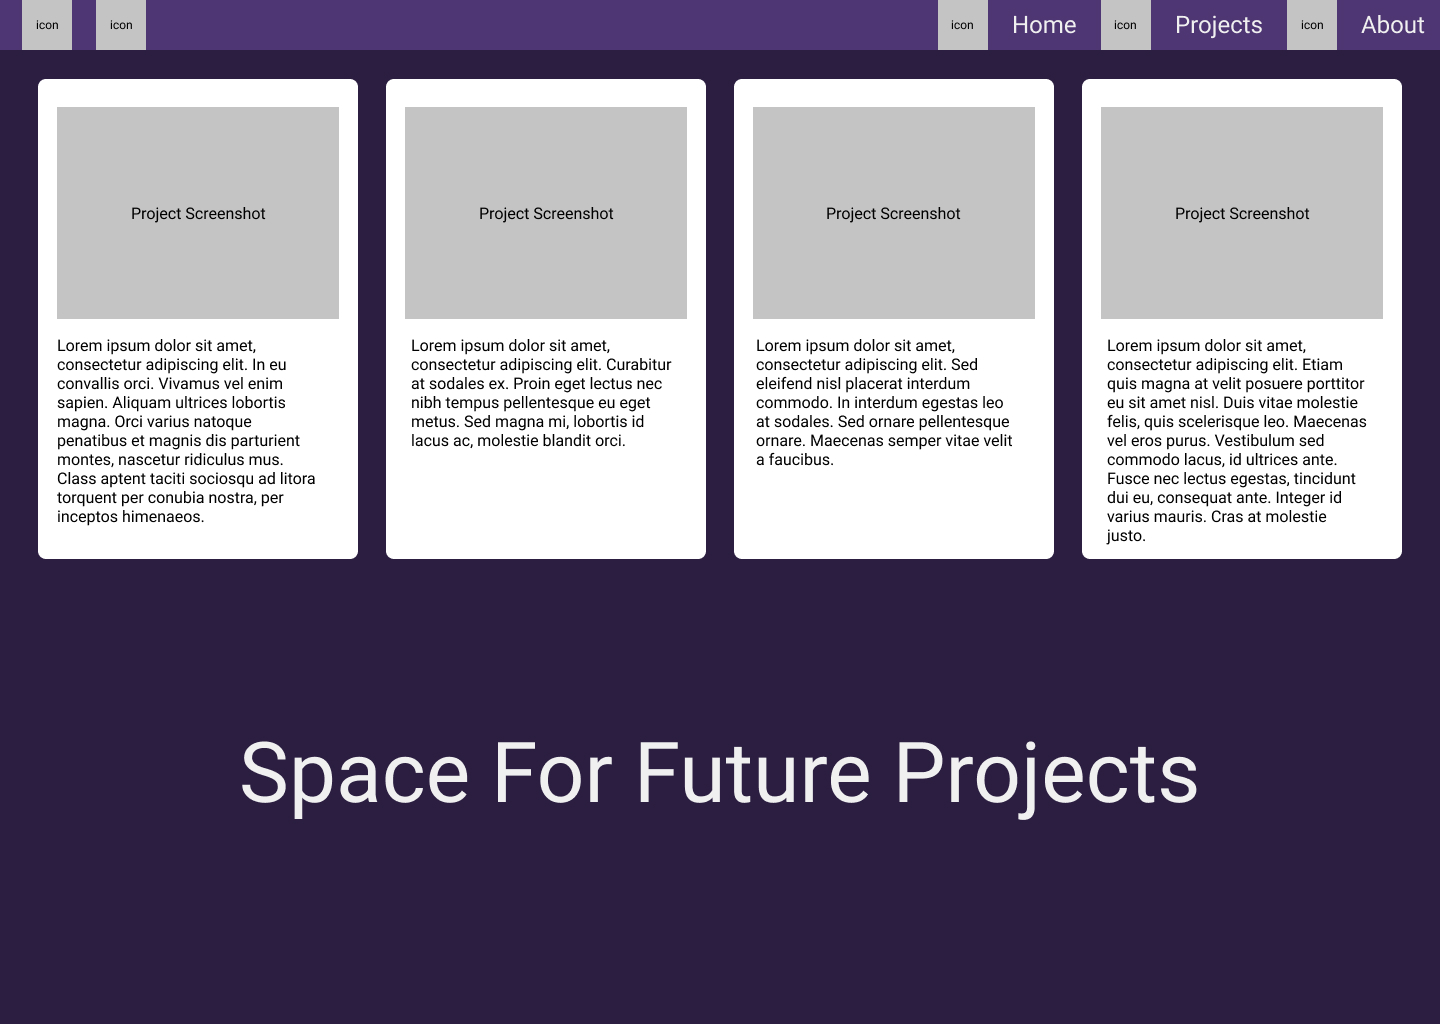 icon
icon
icon
Home
icon
Projects
icon
About
Project Screenshot
Project Screenshot
Project Screenshot
Project Screenshot
Lorem ipsum dolor sit amet,
consectetur adipiscing elit. In eu
convallis orci. Vivamus vel enim
sapien. Aliquam ultrices lobortis
magna. Orci varius natoque
penatibus et magnis dis parturient
montes, nascetur ridiculus mus.
Class aptent taciti sociosqu ad litora
torquent per conubia nostra, per
inceptos himenaeos.
Lorem ipsum dolor sit amet,
consectetur adipiscing elit. Curabitur
at sodales ex. Proin eget lectus nec
nibh tempus pellentesque eu eget
metus. Sed magna mi, lobortis id
lacus ac, molestie blandit orci.
Lorem ipsum dolor sit amet,
consectetur adipiscing elit. Sed
eleifend nisl placerat interdum
commodo. In interdum egestas leo
at sodales. Sed ornare pellentesque
ornare. Maecenas semper vitae velit
a faucibus.
Lorem ipsum dolor sit amet,
consectetur adipiscing elit. Etiam
quis magna at velit posuere porttitor
eu sit amet nisl. Duis vitae molestie
felis, quis scelerisque leo. Maecenas
vel eros purus. Vestibulum sed
commodo lacus, id ultrices ante.
Fusce nec lectus egestas, tincidunt
dui eu, consequat ante. Integer id
varius mauris. Cras at molestie
justo.
Space For Future Projects